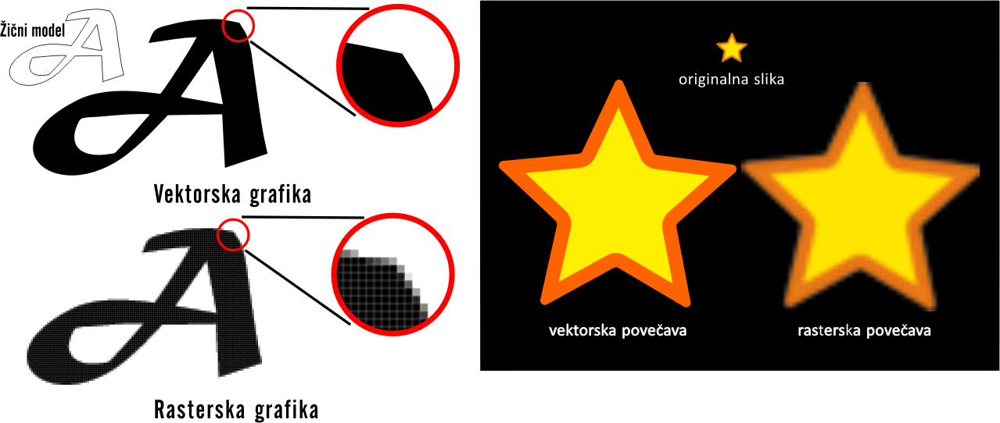 Žični model
Vektorska grafika
Rasterska grafika
originalna slika
vektorska povečava
rasterska povečava